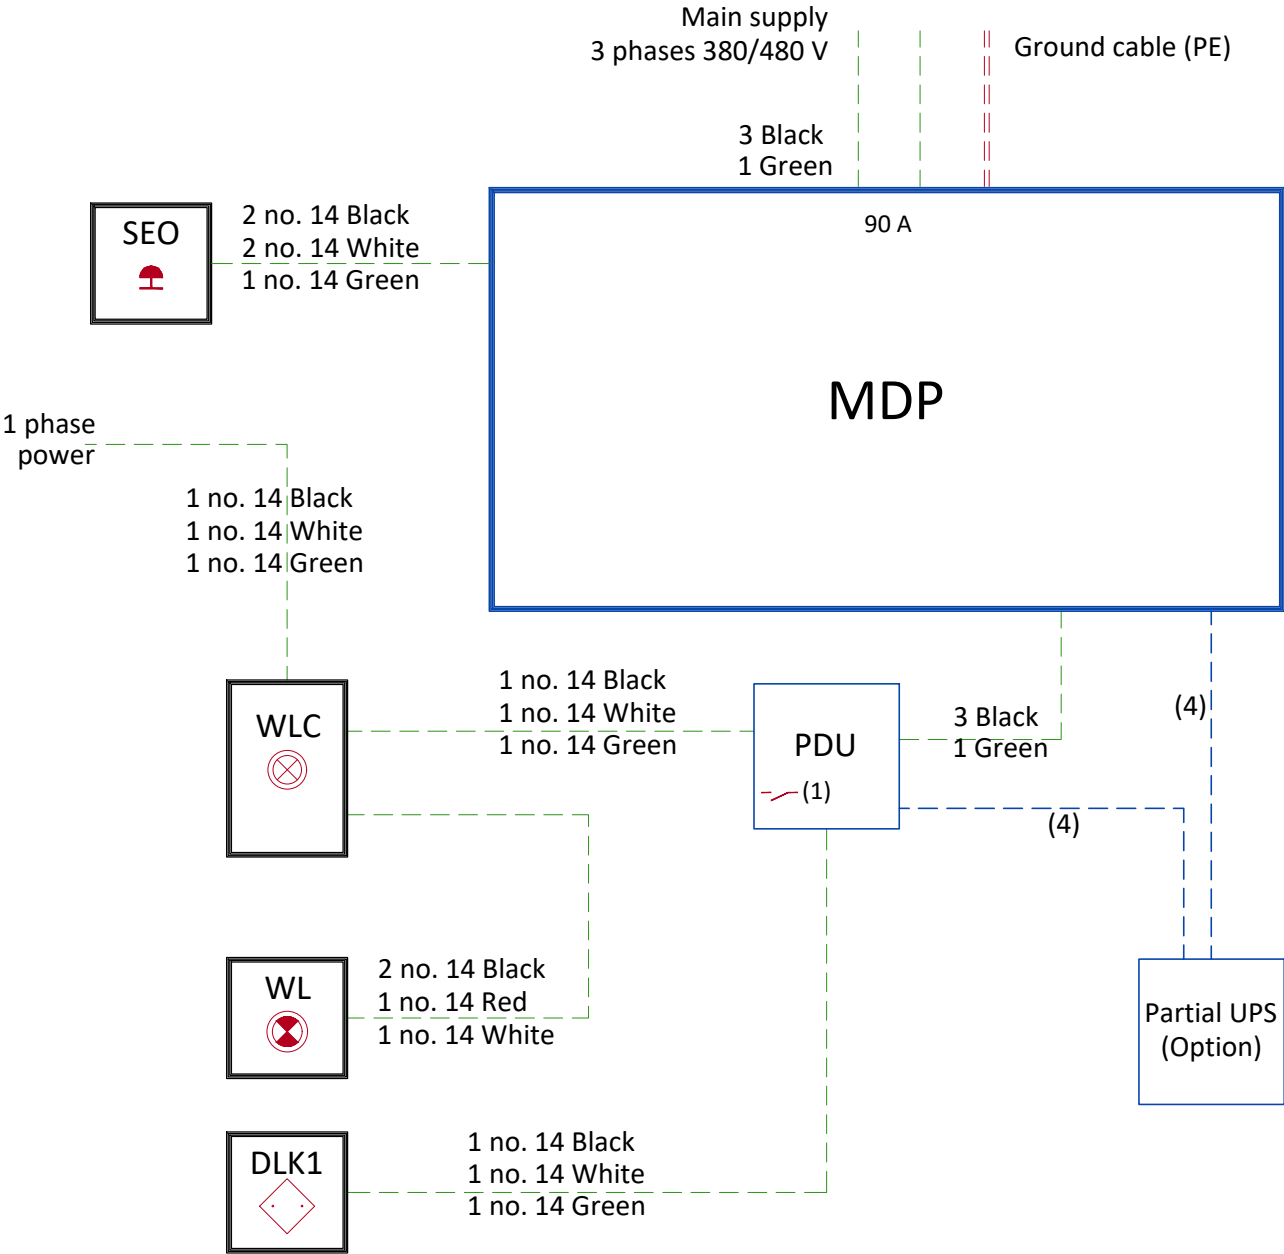 Main supply
3 phases 380/480 V
Ground cable (PE)
3 Black
1 Green
90 A
SEO
2 no. 14 Black
2 no. 14 White
1 no. 14 Green
MDP
1 phase
power
1 no. 14 Black
1 no. 14 White
1 no. 14 Green
WLC
1 no. 14 Black
1 no. 14 White
1 no. 14 Green
PDU
(1)
3 Black
1 Green
(4)
(4)
WL
2 no. 14 Black
1 no. 14 Red
1 no. 14 White
Partial UPS
(Option)
DLK1
1 no. 14 Black
1 no. 14 White
1 no. 14 Green